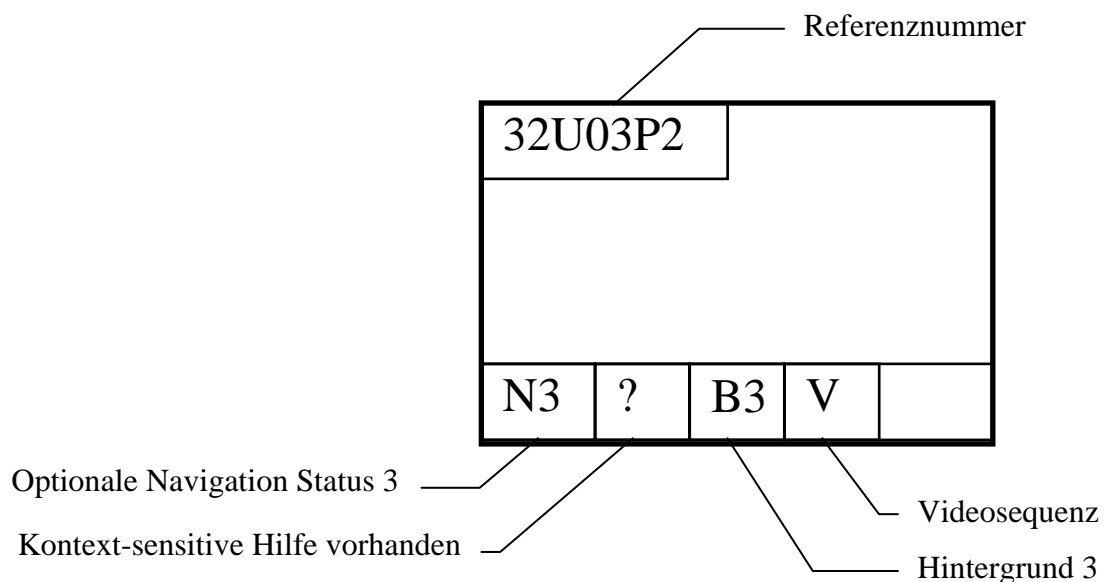 Referenznummer
32U03P2
N3 ? B3 V
Optionale Navigation Status 3
Videosequenz
Kontext-sensitive Hilfe vorhanden
Hintergrund 3